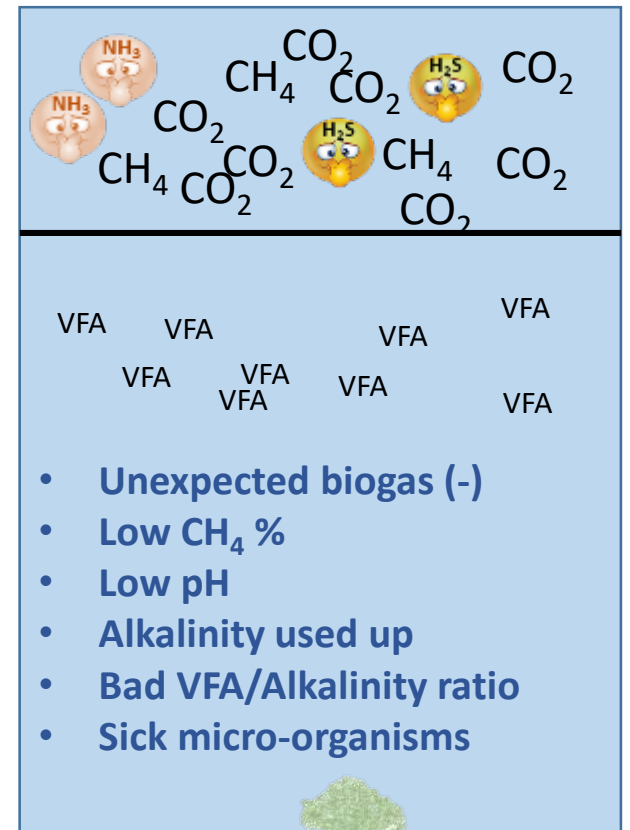 NH₃
CO₂
CH₄
CO₂
H₂S
CO₂
NH₃
CO₂
H₂S
CH₄
CO₂
CO₂
CH₄
CO₂
CO₂
VFA
VFA
VFA
VFA
VFA
VFA
VFA
VFA
VFA
• Unexpected biogas (-)
• Low CH₄ %
• Low pH
• Alkalinity used up
• Bad VFA/Alkalinity ratio
• Sick micro-organisms